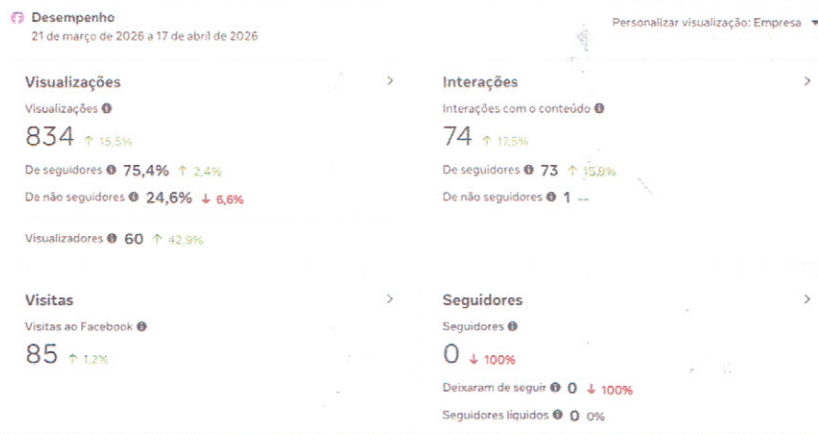 Desempenho
21 de março de 2026 a 17 de abril de 2026
Personalizar visualização: Empresa
Visualizações
Visualizações
834 ↑ 15,5%
De seguidores 75,4% ↑ 2,4%
De não seguidores 24,6% ↓ 6,6%
Visualizadores 60 ↑ 42,9%
Interações
Interações com o conteúdo
74 ↑ 17,5%
De seguidores 73 ↑ 15,9%
De não seguidores 1 --
Visitas
Visitas ao Facebook
85 ↑ 1,2%
Seguidores
Seguidores
0 ↓ 100%
Deixaram de seguir 0 ↓ 100%
Seguidores líquidos 0 0%